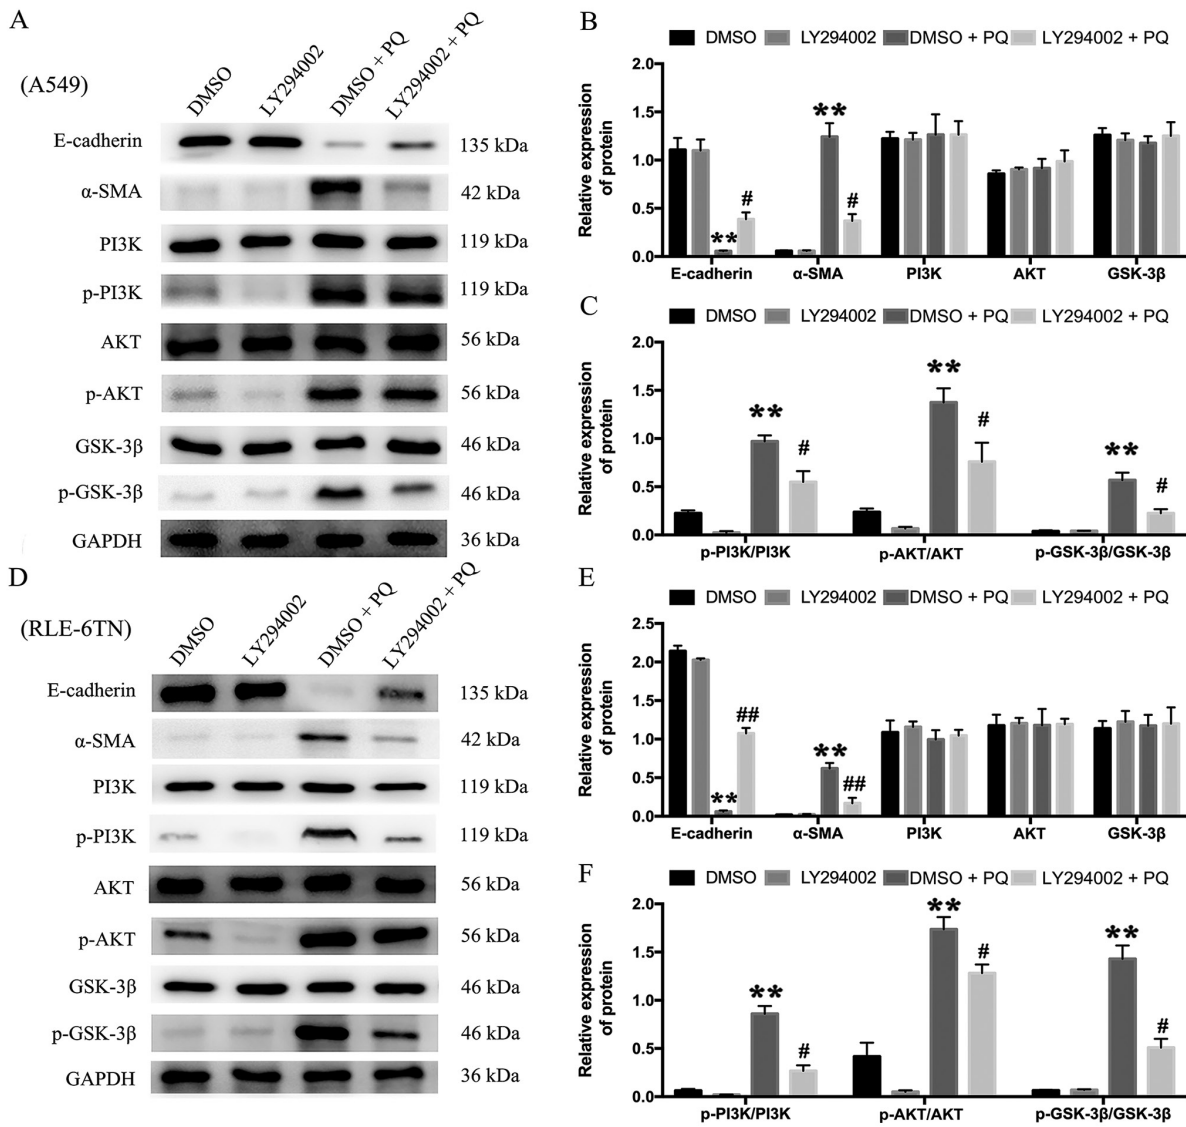 A
(A549)
DMSO
LY294002
DMSO + PQ
LY294002 + PQ
E-cadherin 135 kDa
α-SMA 42 kDa
PI3K 119 kDa
p-PI3K 119 kDa
AKT 56 kDa
p-AKT 56 kDa
GSK-3β 46 kDa
p-GSK-3β 46 kDa
GAPDH 36 kDa
B
DMSO LY294002 DMSO + PQ LY294002 + PQ
Relative expression
of protein
2.0
1.5
1.0
0.5
0.0
** # ** #
E-cadherin α-SMA PI3K AKT GSK-3β
C
DMSO LY294002 DMSO + PQ LY294002 + PQ
Relative expression
of protein
2.0
1.5
1.0
0.5
0.0
** # ** # ** #
p-PI3K/PI3K p-AKT/AKT p-GSK-3β/GSK-3β
D
(RLE-6TN)
DMSO
LY294002
DMSO + PQ
LY294002 + PQ
E-cadherin 135 kDa
α-SMA 42 kDa
PI3K 119 kDa
p-PI3K 119 kDa
AKT 56 kDa
p-AKT 56 kDa
GSK-3β 46 kDa
p-GSK-3β 46 kDa
GAPDH 36 kDa
E
DMSO LY294002 DMSO + PQ LY294002 + PQ
Relative expression
of protein
2.5
2.0
1.5
1.0
0.5
0.0
** ## ** ##
E-cadherin α-SMA PI3K AKT GSK-3β
F
DMSO LY294002 DMSO + PQ LY294002 + PQ
Relative expression
of protein
2.0
1.5
1.0
0.5
0.0
** # ** # ** #
p-PI3K/PI3K p-AKT/AKT p-GSK-3β/GSK-3β